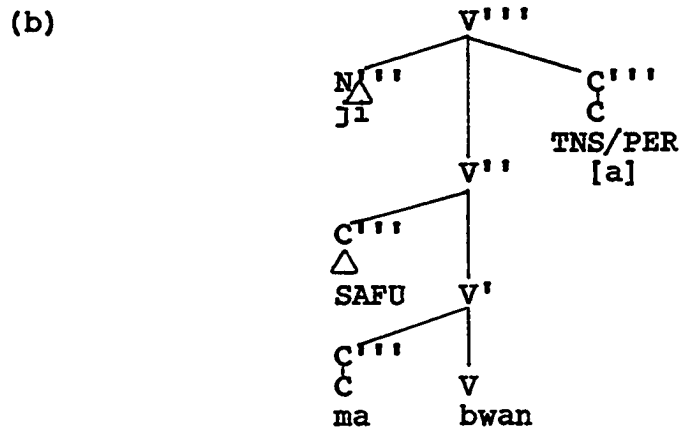 (b)
V'''
N''' C'''
ji C
TNS/PER
V'' [a]
C'''
SAFU V'
C'''
C V
ma bwan